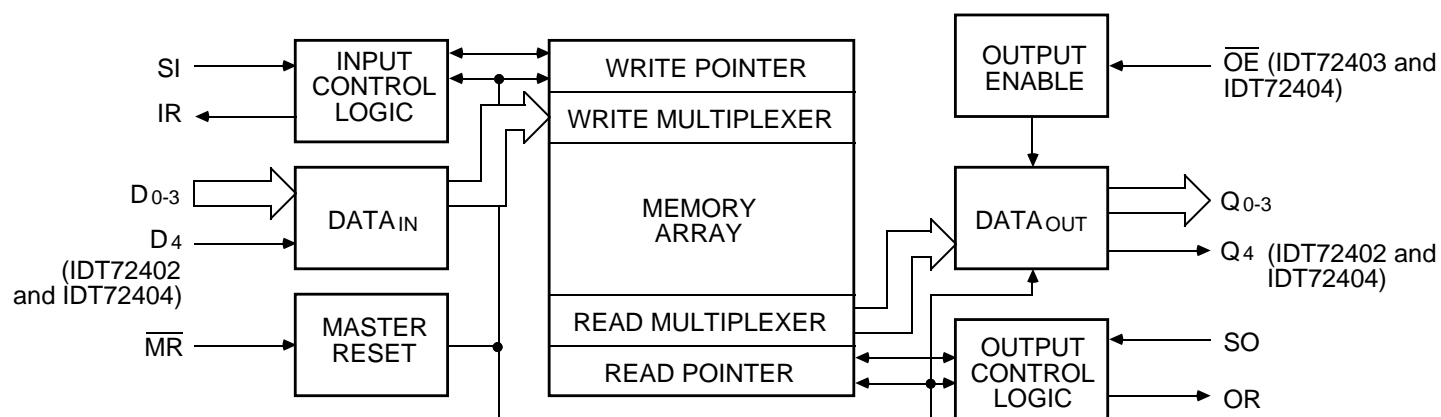 SI
IR
D0-3
D4
(IDT72402
and IDT72404)
MR
INPUT
CONTROL
LOGIC
DATAIN
MASTER
RESET
WRITE POINTER
WRITE MULTIPLEXER
MEMORY
ARRAY
READ MULTIPLEXER
READ POINTER
OUTPUT
ENABLE
DATAOUT
OUTPUT
CONTROL
LOGIC
OE (IDT72403 and
IDT72404)
Q0-3
Q4 (IDT72402 and
IDT72404)
SO
OR